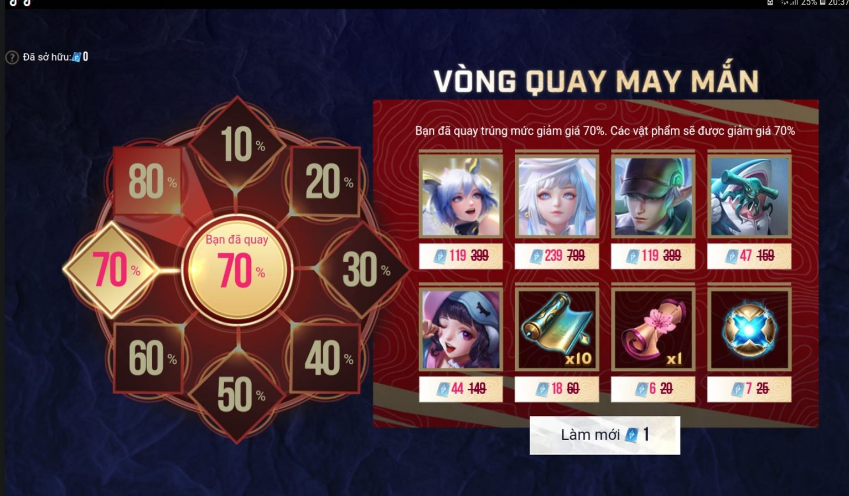 25% 20:37
Đã sở hữu: 0
VÒNG QUAY MAY MẮN
Bạn đã quay trúng mức giảm giá 70%. Các vật phẩm sẽ được giảm giá 70%
10%
80%
20%
Bạn đã quay
70%
70%
30%
60%
40%
50%
119 399
239 799
119 399
47 159
x10
x1
44 149
18 60
6 20
7 25
Làm mới 1